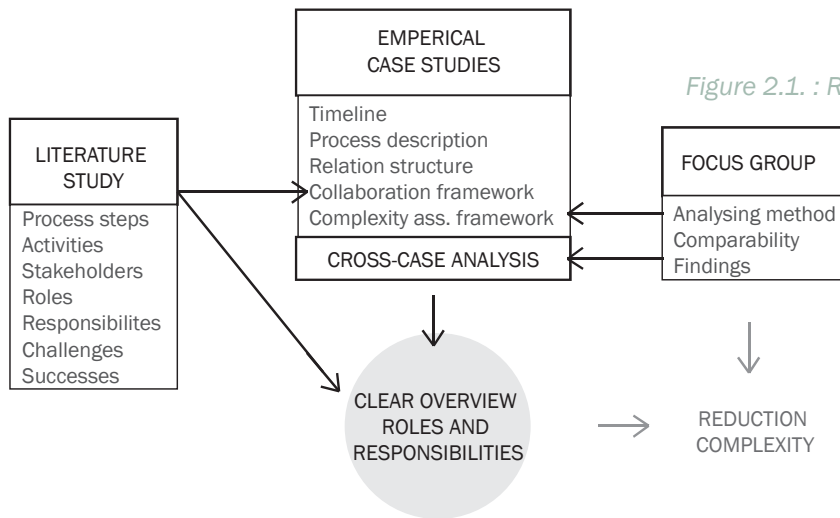 EMPERICAL
CASE STUDIES
Timeline
Process description
Relation structure
Collaboration framework
Complexity ass. framework
CROSS-CASE ANALYSIS
Figure 2.1. : R
LITERATURE
STUDY
Process steps
Activities
Stakeholders
Roles
Responsibilites
Challenges
Successes
FOCUS GROUP
Analysing method
Comparability
Findings
CLEAR OVERVIEW
ROLES AND
RESPONSIBILITIES
REDUCTION
COMPLEXITY